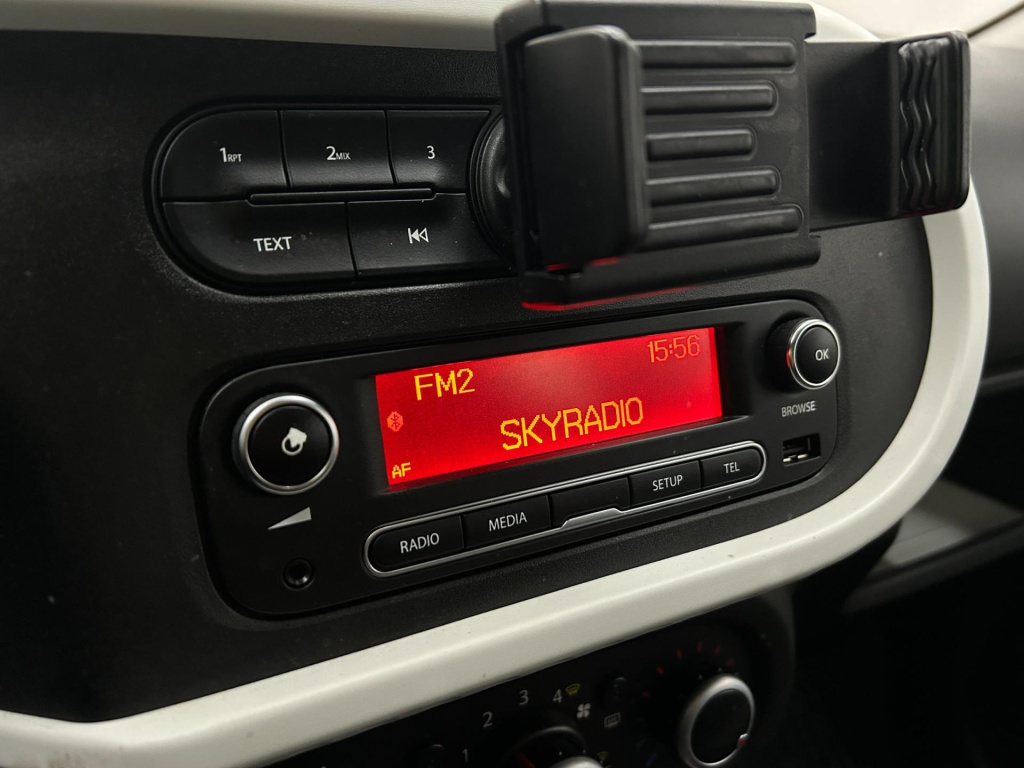 1RPT 2MIX 3
TEXT
FM2 15:56
SKYRADIO
AF
OK
BROWSE
RADIO MEDIA SETUP TEL
1 2 3 4